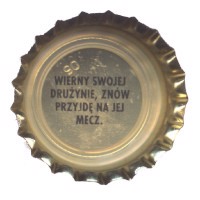 WIERNY SWOJEJ
DRUŻYNIE, ZNÓW
PRZYJDĘ NA JEJ
MECZ.